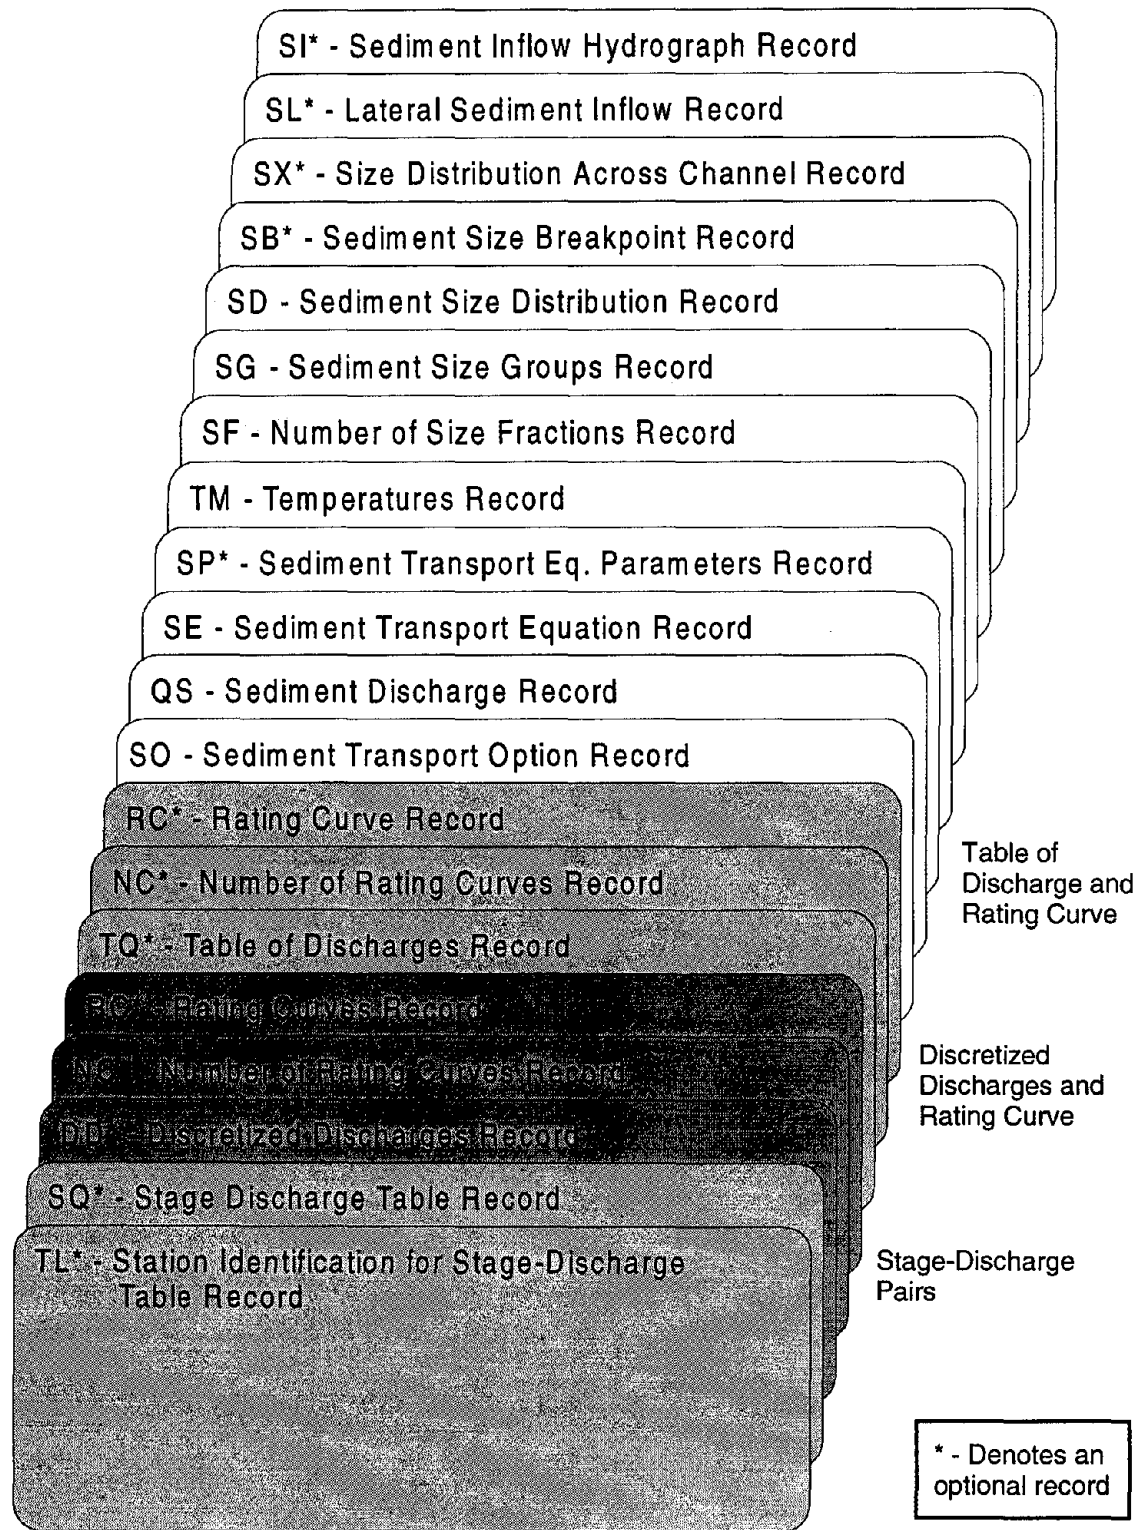 SI* - Sediment Inflow Hydrograph Record
SL* - Lateral Sediment Inflow Record
SX* - Size Distribution Across Channel Record
SB* - Sediment Size Breakpoint Record
SD - Sediment Size Distribution Record
SG - Sediment Size Groups Record
SF - Number of Size Fractions Record
TM - Temperatures Record
SP* - Sediment Transport Eq. Parameters Record
SE - Sediment Transport Equation Record
QS - Sediment Discharge Record
SO - Sediment Transport Option Record
RC* - Rating Curve Record
NC* - Number of Rating Curves Record
TQ* - Table of Discharges Record
RC* - Rating Curves Record
NC* - Number of Rating Curves Record
DD* - Discretized Discharges Record
SQ* - Stage Discharge Table Record
TL* - Station Identification for Stage-Discharge
Table Record
Table of
Discharge and
Rating Curve
Discretized
Discharges and
Rating Curve
Stage-Discharge
Pairs
* - Denotes an
optional record